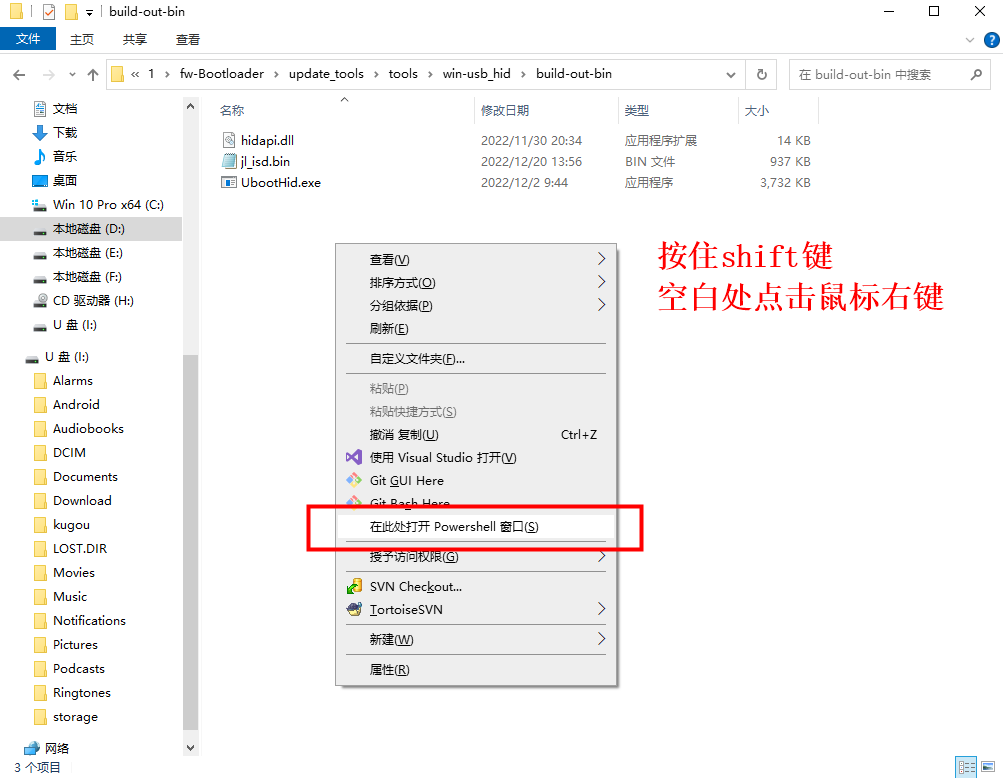 build-out-bin
文件 主页 共享 查看
« 1 › fw-Bootloader › update_tools › tools › win-usb_hid › build-out-bin
在 build-out-bin 中搜索
文档
下载
音乐
桌面
Win 10 Pro x64 (C:)
本地磁盘 (D:)
本地磁盘 (E:)
本地磁盘 (F:)
CD 驱动器 (H:)
U 盘 (I:)
U 盘 (I:)
Alarms
Android
Audiobooks
DCIM
Documents
Download
kugou
LOST.DIR
Movies
Music
Notifications
Pictures
Podcasts
Ringtones
storage
网络
名称 修改日期 类型 大小
hidapi.dll 2022/11/30 20:34 应用程序扩展 14 KB
jl_isd.bin 2022/12/20 13:56 BIN 文件 937 KB
UbootHid.exe 2022/12/2 9:44 应用程序 3,732 KB
按住shift键
空白处点击鼠标右键
查看(V)
排序方式(O)
分组依据(P)
刷新(E)
自定义文件夹(F)...
粘贴(P)
粘贴快捷方式(S)
撤消 复制(U) Ctrl+Z
使用 Visual Studio 打开(V)
Git GUI Here
Git Bash Here
在此处打开 Powershell 窗口(S)
授予访问权限(G)
SVN Checkout...
TortoiseSVN
新建(W)
属性(R)
3 个项目